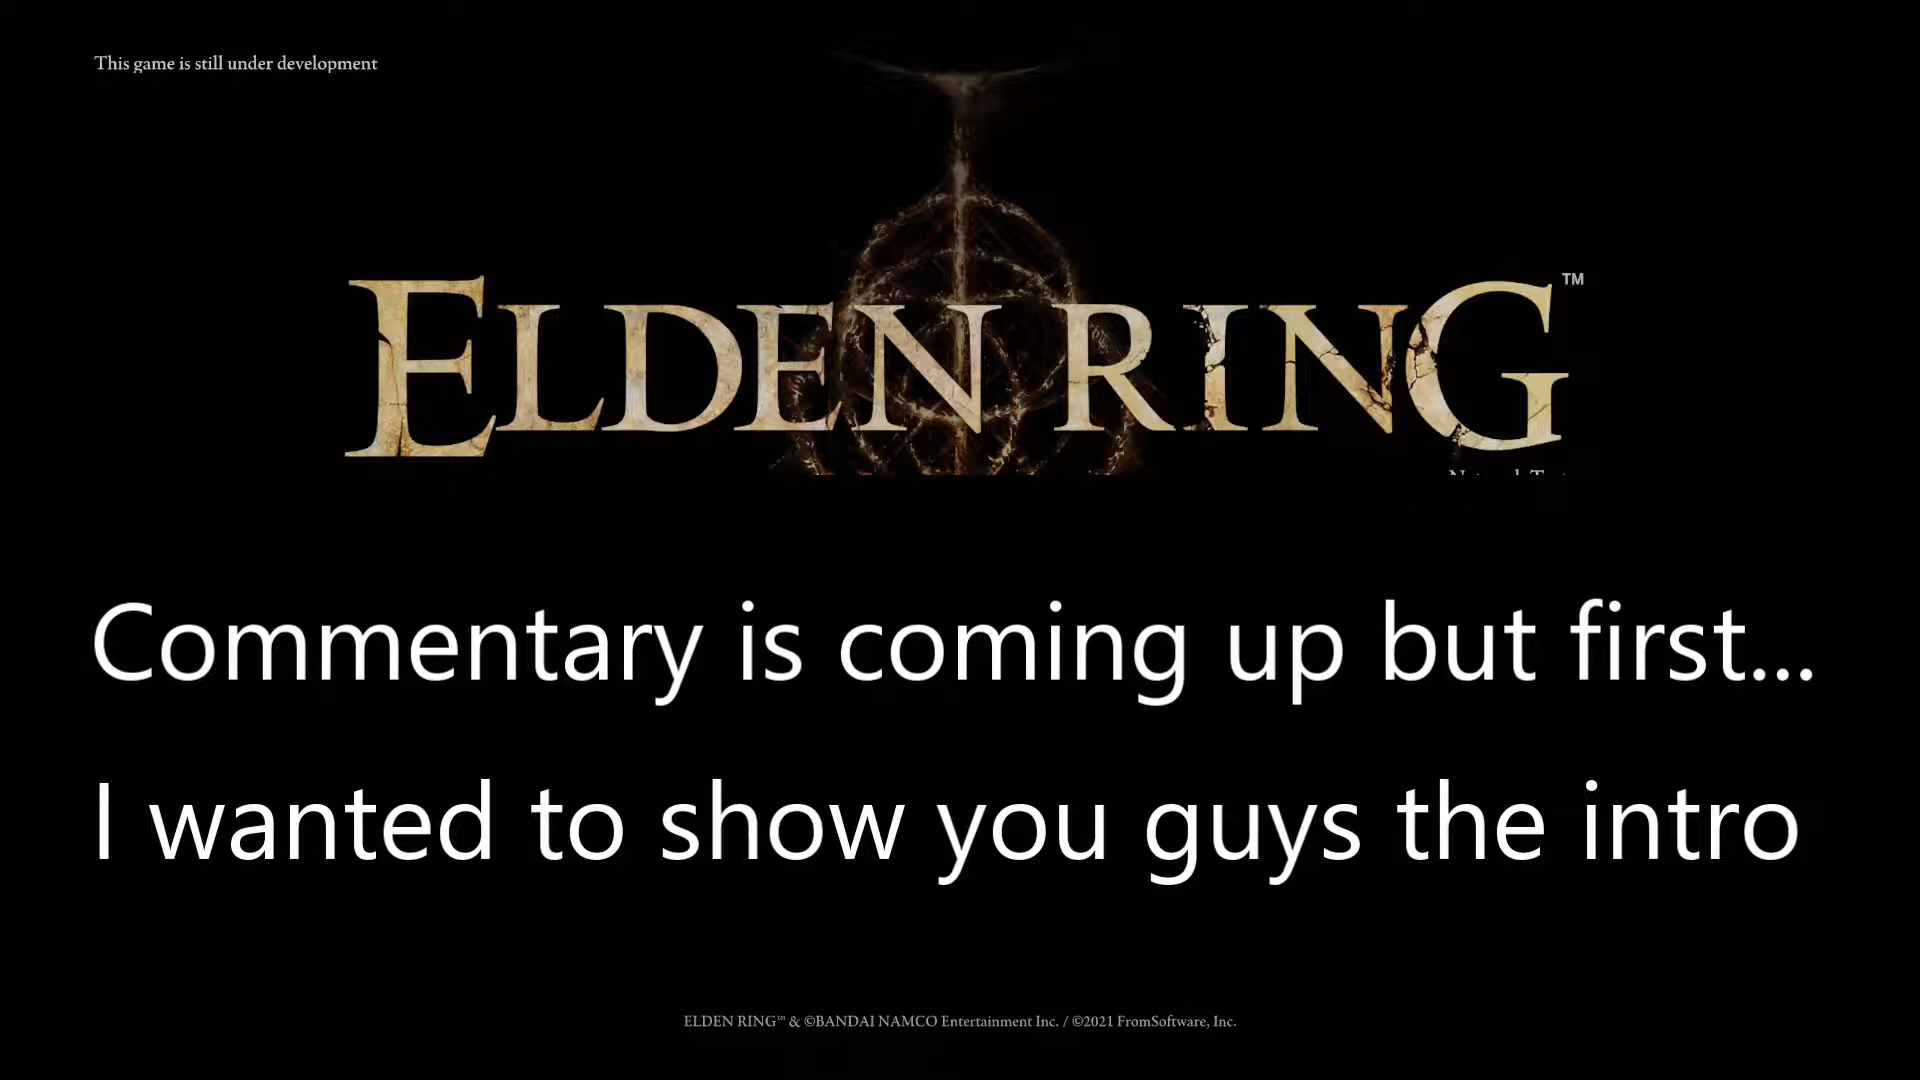 This game is still under development
ELDEN RING™
Commentary is coming up but first...
I wanted to show you guys the intro
ELDEN RING™ & ©BANDAI NAMCO Entertainment Inc. / ©2021 FromSoftware, Inc.